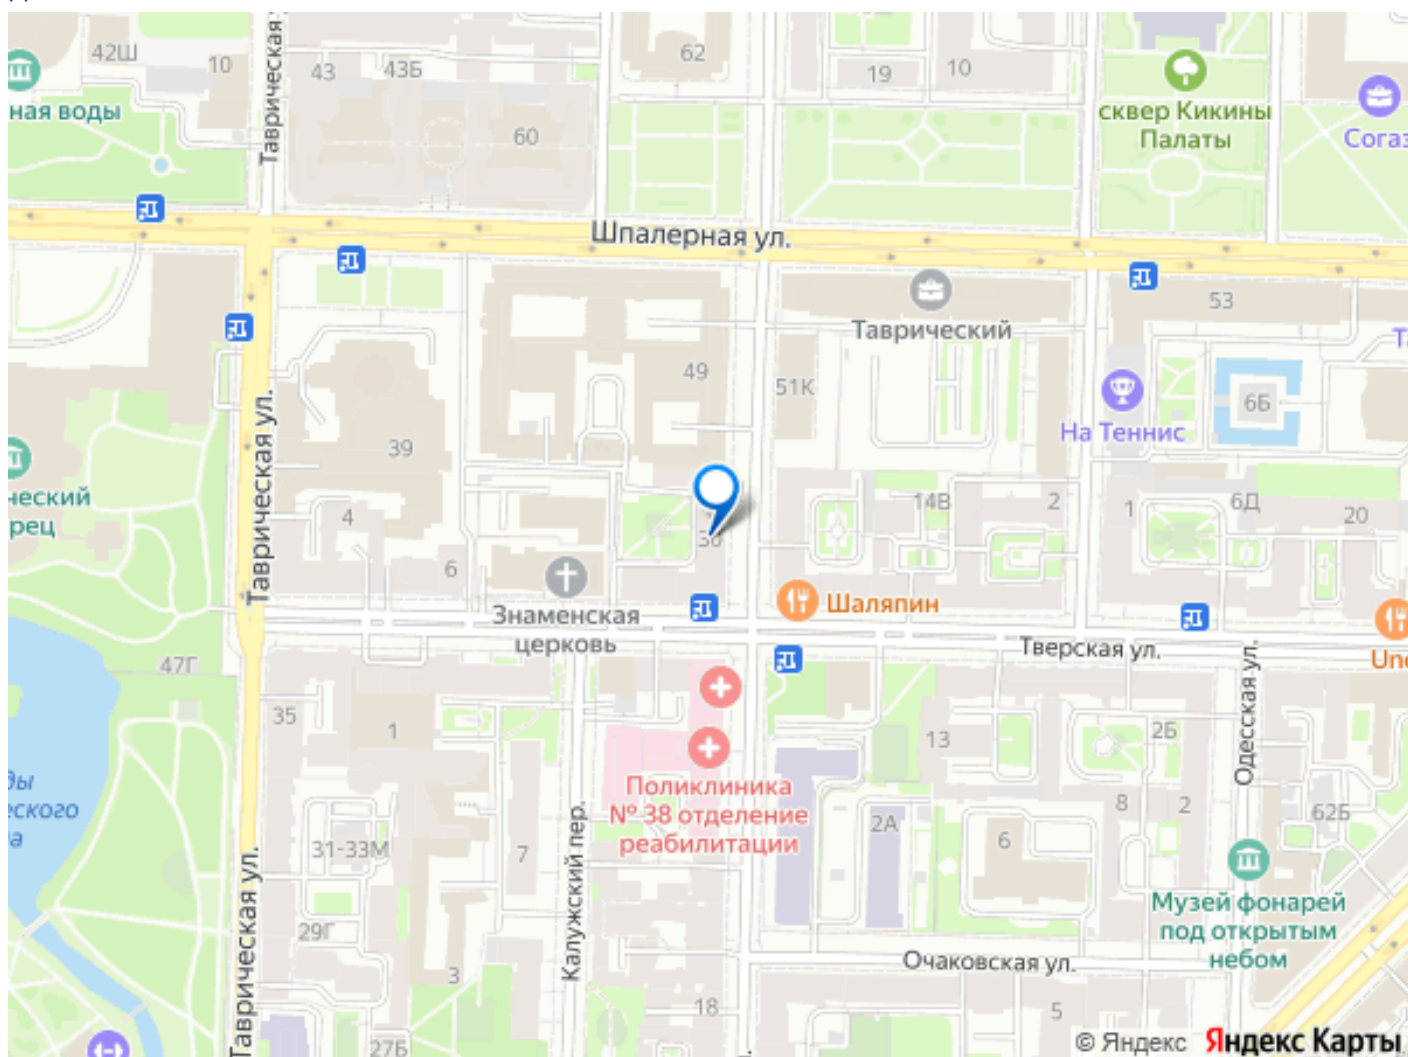 42Ш
10
43
43Б
62
19
10
ная воды
Таврическая
60
сквер Кикины
Палаты
Согаз
Шпалерная ул.
53
Таврический
49
51К
6Б
На Теннис
39
Таврическая ул.
ческий
рец
4
14В
2
1
6Д
20
6
Шаляпин
Знаменская
церковь
Тверская ул.
47Г
Одесская ул.
35
1
13
2Б
Поликлиника
№ 38 отделение
реабилитации
8
2
62Б
2А
6
31-33М
7
Калужский пер.
Таврическая ул.
Музей фонарей
под открытым
небом
29Г
3
Очаковская ул.
18
5
27Б
© Яндекс Яндекс Карты